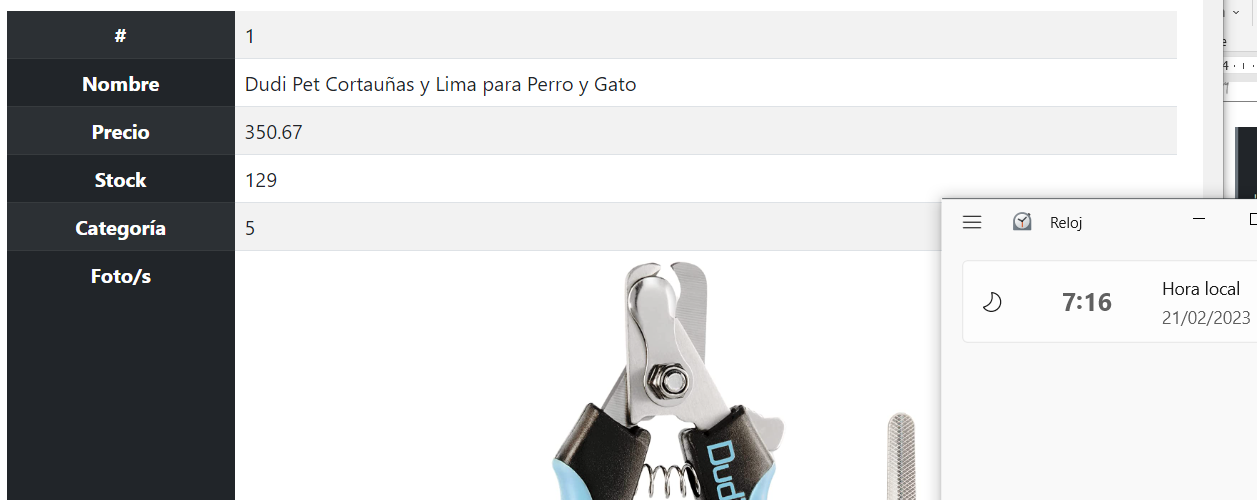 # 1
Nombre Dudi Pet Cortauñas y Lima para Perro y Gato
Precio 350.67
Stock 129
Categoría 5
Foto/s
Reloj
7:16
Hora local
21/02/2023
Dud